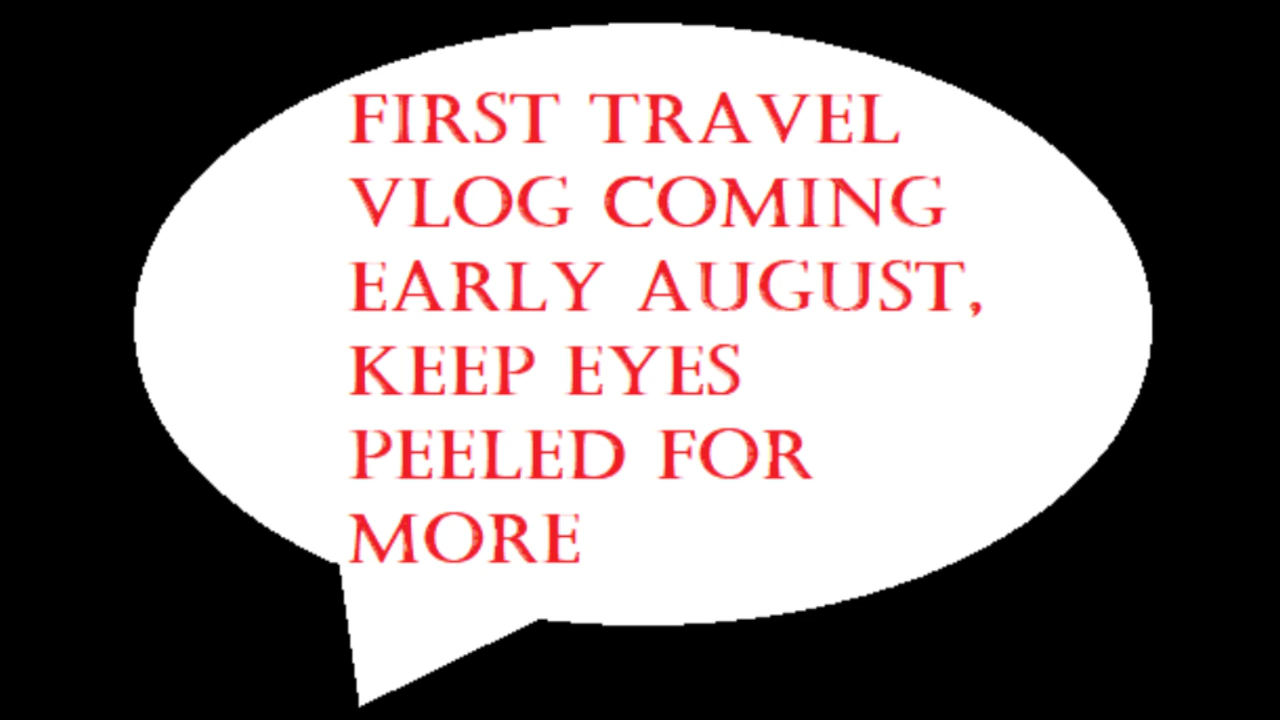 FIRST TRAVEL
VLOG COMING
EARLY AUGUST,
KEEP EYES
PEELED FOR
MORE